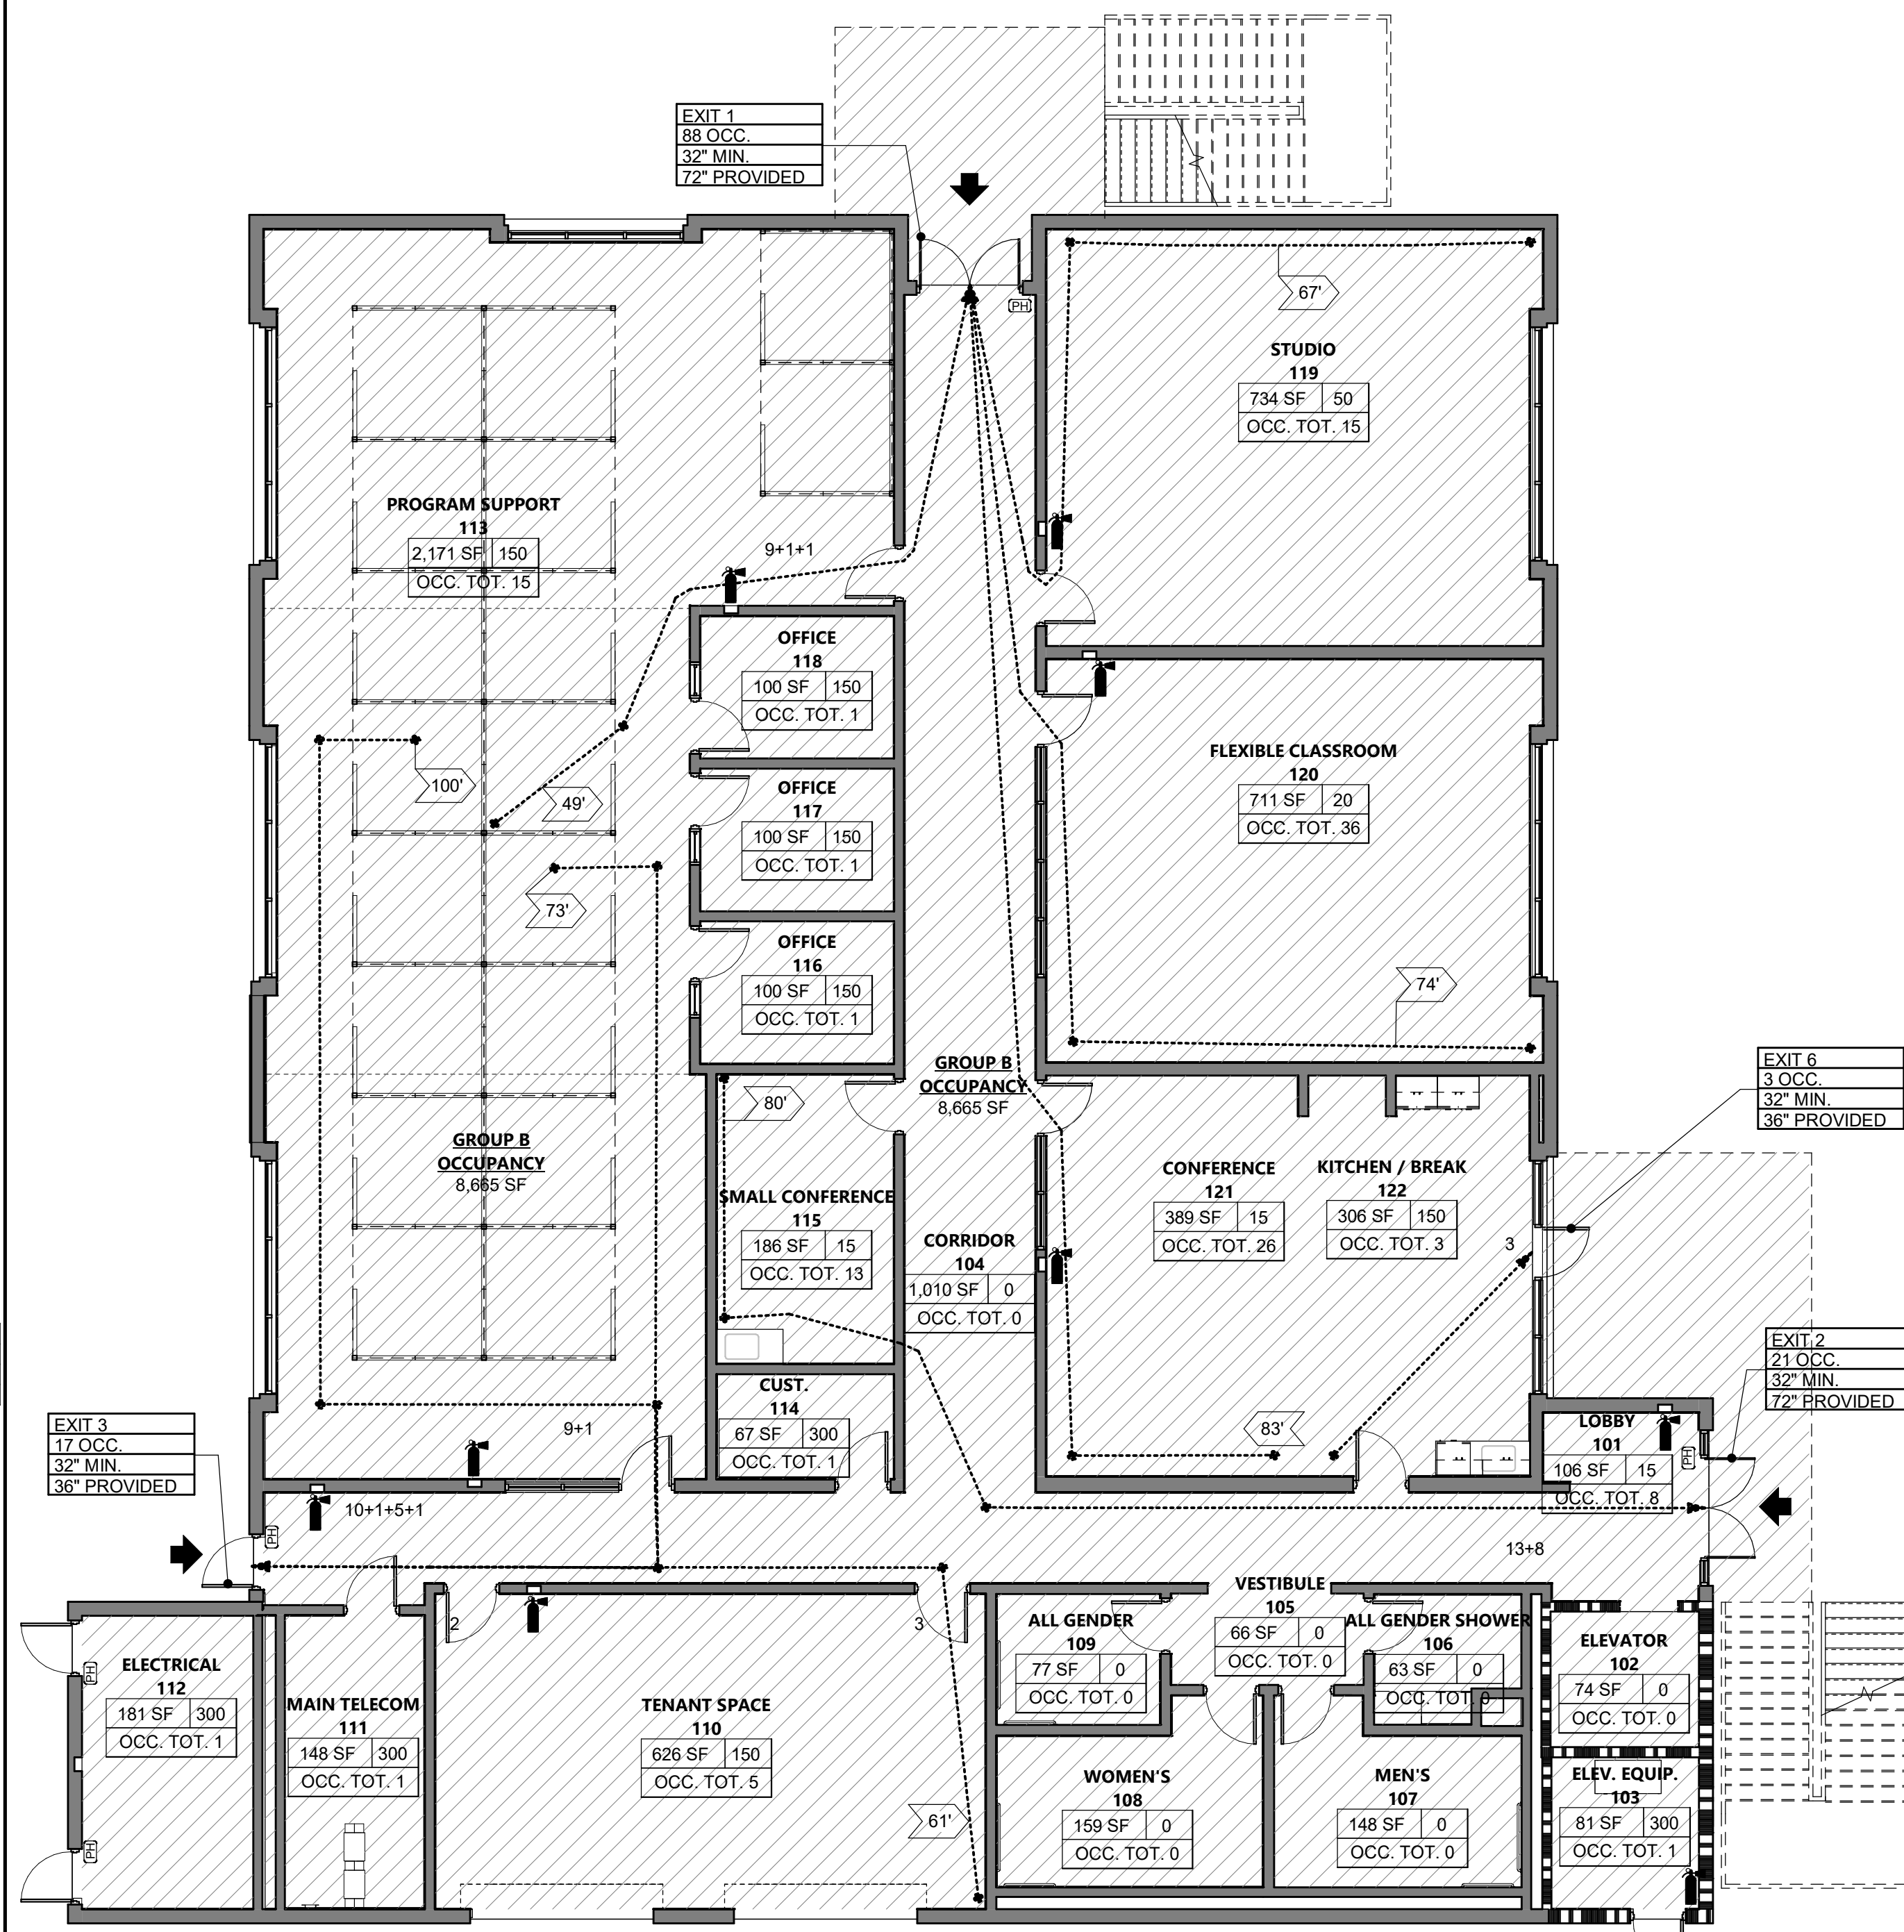 EXIT 1
88 OCC.
32" MIN.
72" PROVIDED
67'
STUDIO
119
734 SF 50
OCC. TOT. 15
PH
PROGRAM SUPPORT
113
2,171 SF 150
OCC. TOT. 15
9+1+1
OFFICE
118
100 SF 150
OCC. TOT. 1
100'
49'
73'
OFFICE
117
100 SF 150
OCC. TOT. 1
FLEXIBLE CLASSROOM
120
711 SF 20
OCC. TOT. 36
OFFICE
116
100 SF 150
OCC. TOT. 1
74'
GROUP B
OCCUPANCY
8,665 SF
EXIT 6
3 OCC.
32" MIN.
36" PROVIDED
80'
GROUP B
OCCUPANCY
8,665 SF
SMALL CONFERENCE
115
186 SF 15
OCC. TOT. 13
CORRIDOR
104
1,010 SF 0
OCC. TOT. 0
CONFERENCE
121
389 SF 15
OCC. TOT. 26
KITCHEN / BREAK
122
306 SF 150
OCC. TOT. 3
3
EXIT 2
21 OCC.
32" MIN.
72" PROVIDED
CUST.
114
67 SF 300
OCC. TOT. 1
9+1
83'
LOBBY
101
106 SF 15
OCC. TOT. 8
PH
EXIT 3
17 OCC.
32" MIN.
36" PROVIDED
10+1+5+1
PH
13+8
2
3
VESTIBULE
105
66 SF 0
OCC. TOT. 0
ALL GENDER
109
77 SF 0
OCC. TOT. 0
ALL GENDER SHOWER
106
63 SF 0
OCC. TOT. 0
ELEVATOR
102
74 SF 0
OCC. TOT. 0
ELECTRICAL
112
181 SF 300
OCC. TOT. 1
PH
PH
MAIN TELECOM
111
148 SF 300
OCC. TOT. 1
TENANT SPACE
110
626 SF 150
OCC. TOT. 5
61'
WOMEN'S
108
159 SF 0
OCC. TOT. 0
MEN'S
107
148 SF 0
OCC. TOT. 0
ELEV. EQUIP.
103
81 SF 300
OCC. TOT. 1